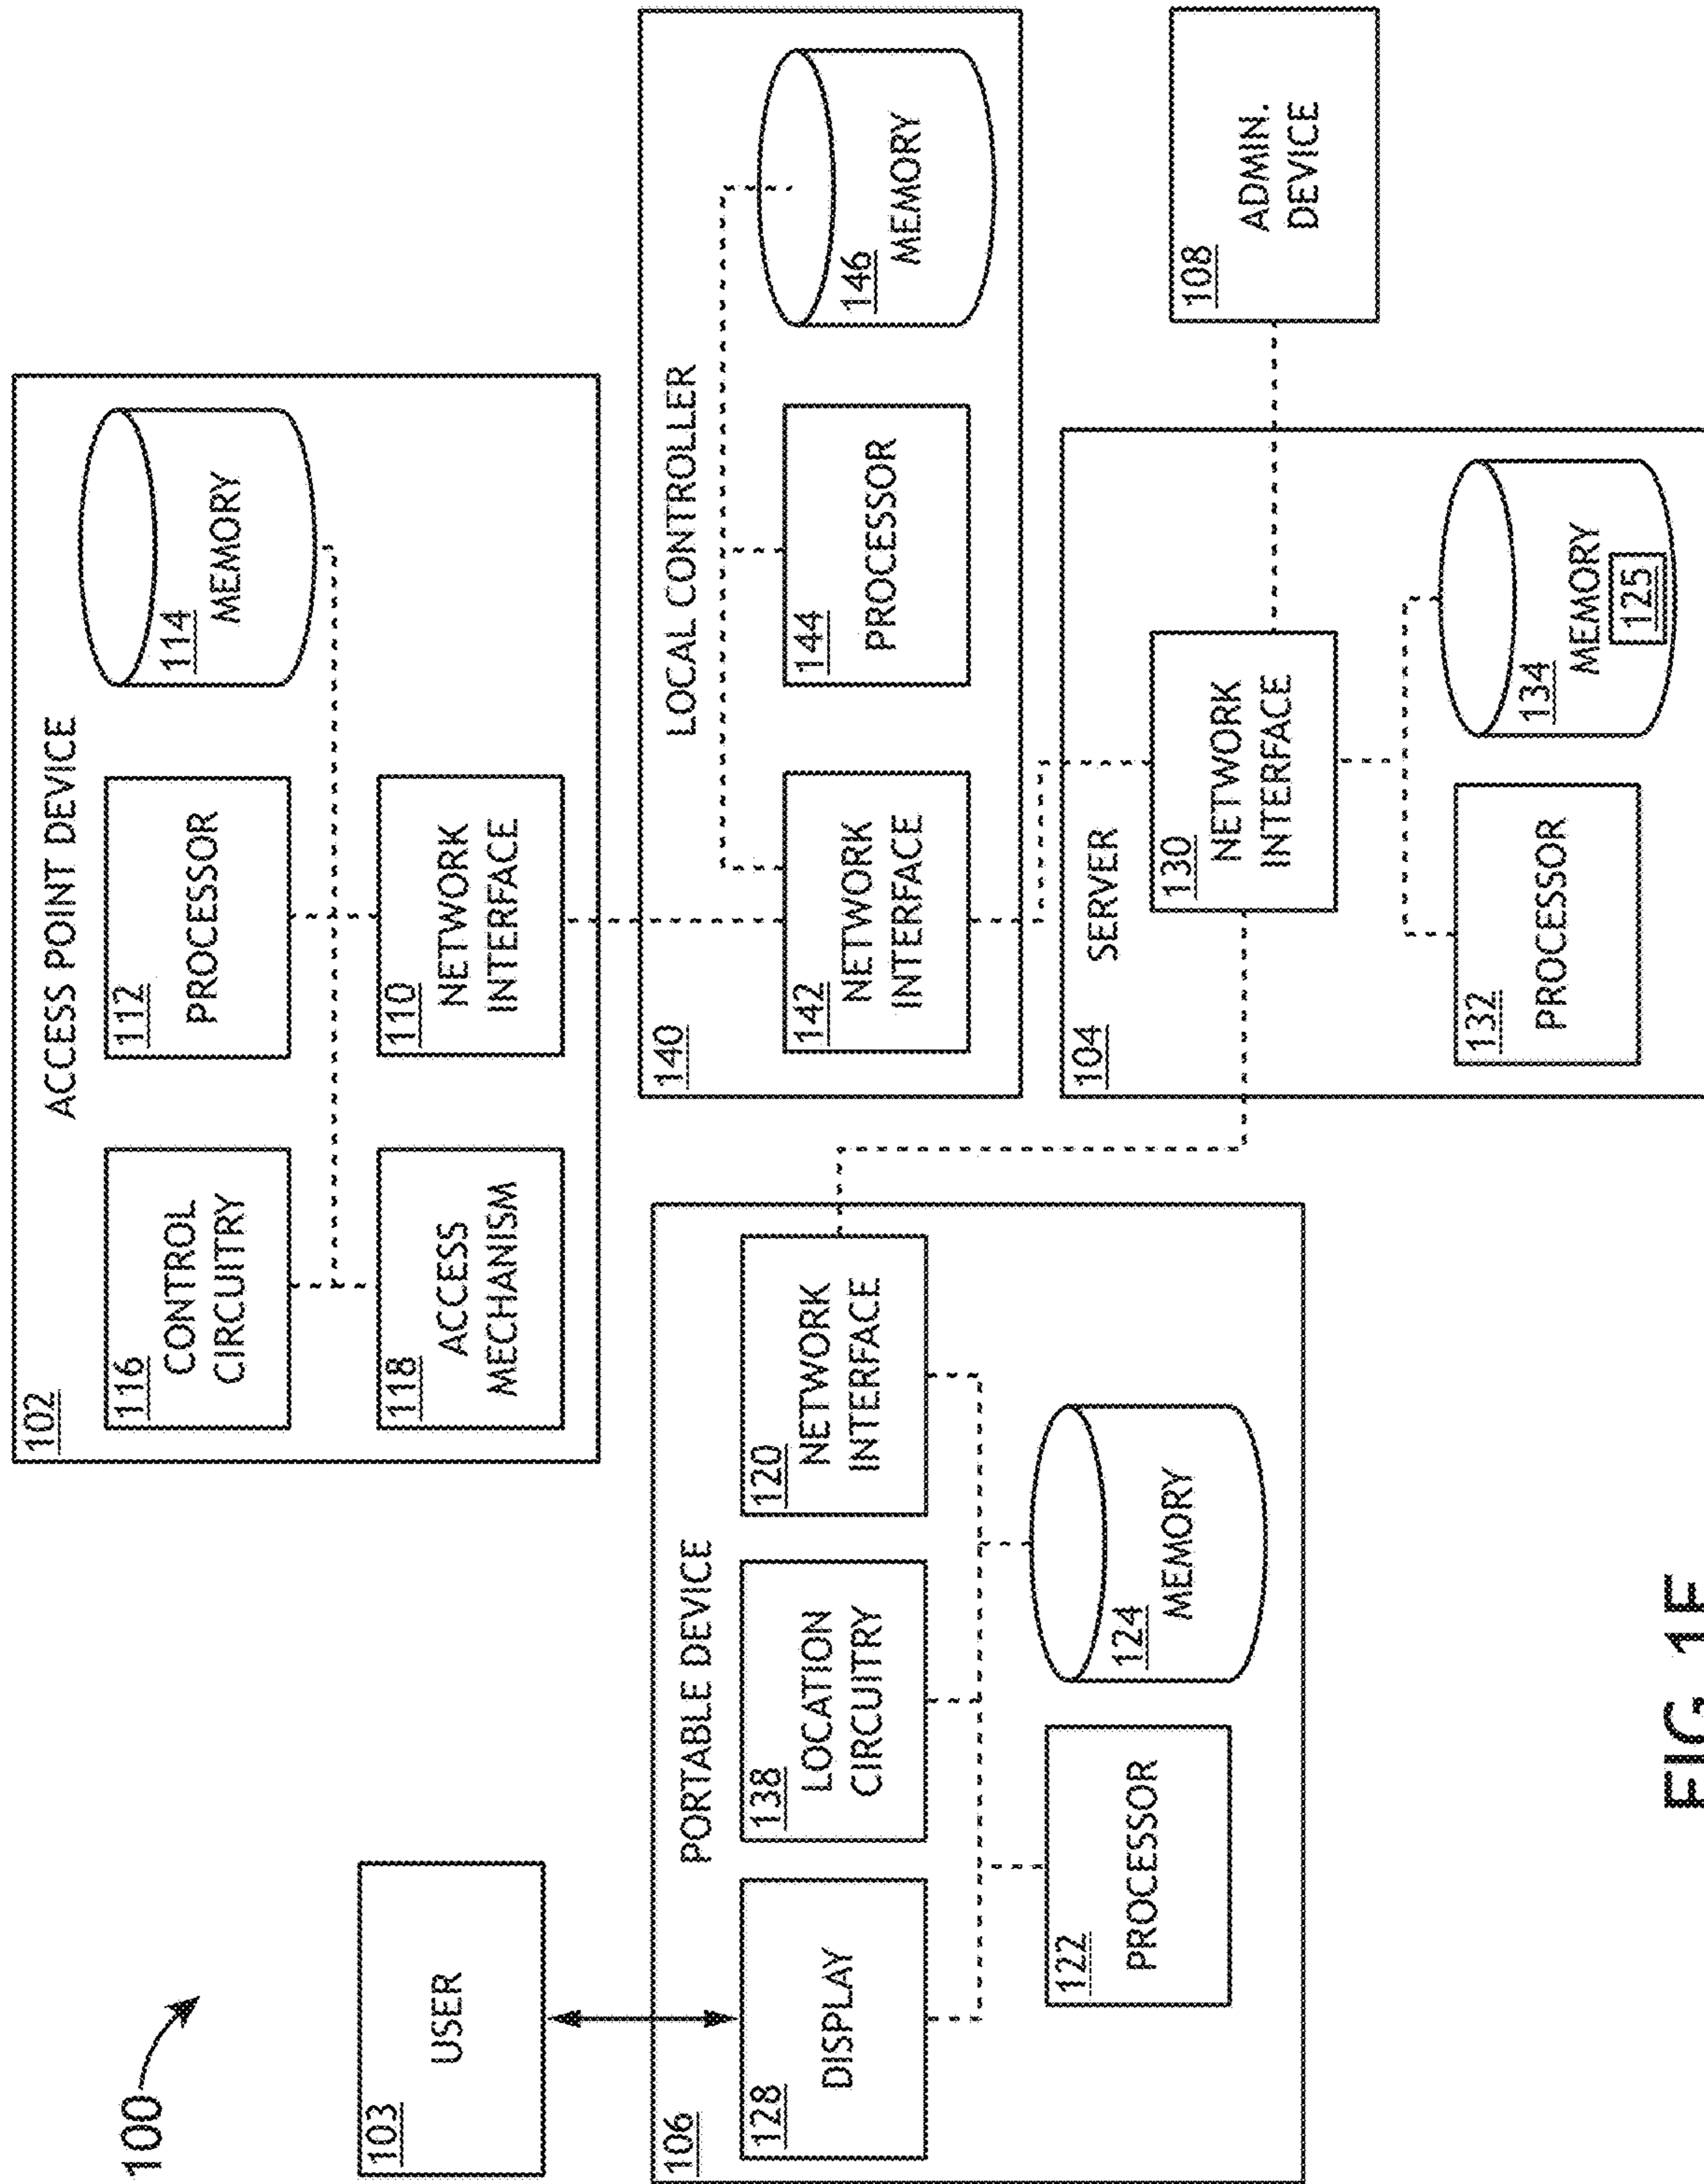 100
102
ACCESS POINT DEVICE
116
CONTROL
CIRCUITRY
112
PROCESSOR
114
MEMORY
118
ACCESS
MECHANISM
110
NETWORK
INTERFACE
103
USER
106
PORTABLE DEVICE
128
DISPLAY
138
LOCATION
CIRCUITRY
120
NETWORK
INTERFACE
122
PROCESSOR
124
MEMORY
140
LOCAL CONTROLLER
142
NETWORK
INTERFACE
144
PROCESSOR
146
MEMORY
104
SERVER
130
NETWORK
INTERFACE
132
PROCESSOR
134
MEMORY
125
108
ADMIN.
DEVICE
FIG.